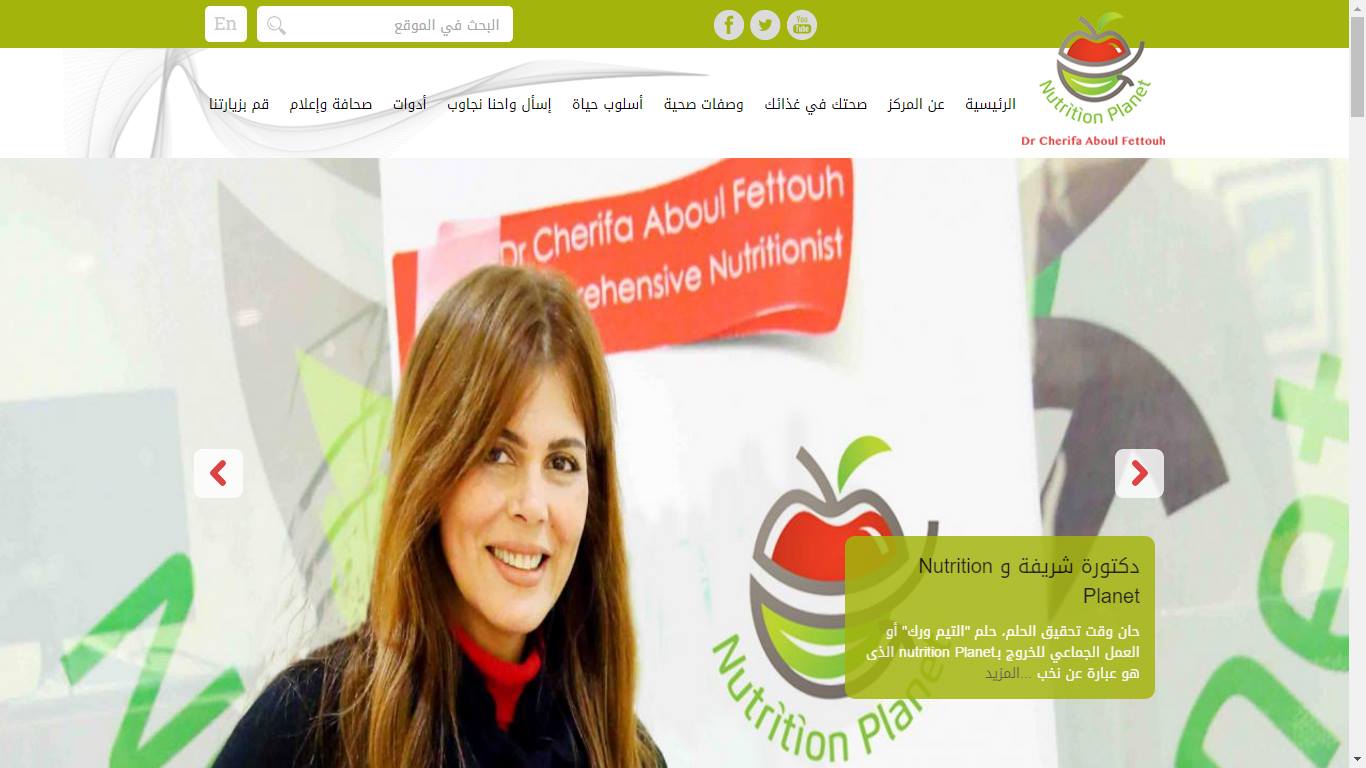 En
البحث في الموقع
You
Tube
Nutrition Planet
Dr Cherifa Aboul Fettouh
الرئيسية
عن المركز
صحتك في غذائك
وصفات صحية
أسلوب حياة
إسأل واحنا نجاوب
أدوات
صحافة وإعلام
قم بزيارتنا
Dr Cherifa Aboul Fettouh
ehensive Nutritionist
Nutrition Planet
دكتورة شريفة و Nutrition
Planet
حان وقت تحقيق الحلم، حلم "التيم ورك" أو
العمل الجماعي للخروج بـnutrition Planet الذى
هو عبارة عن نخب ...المزيد